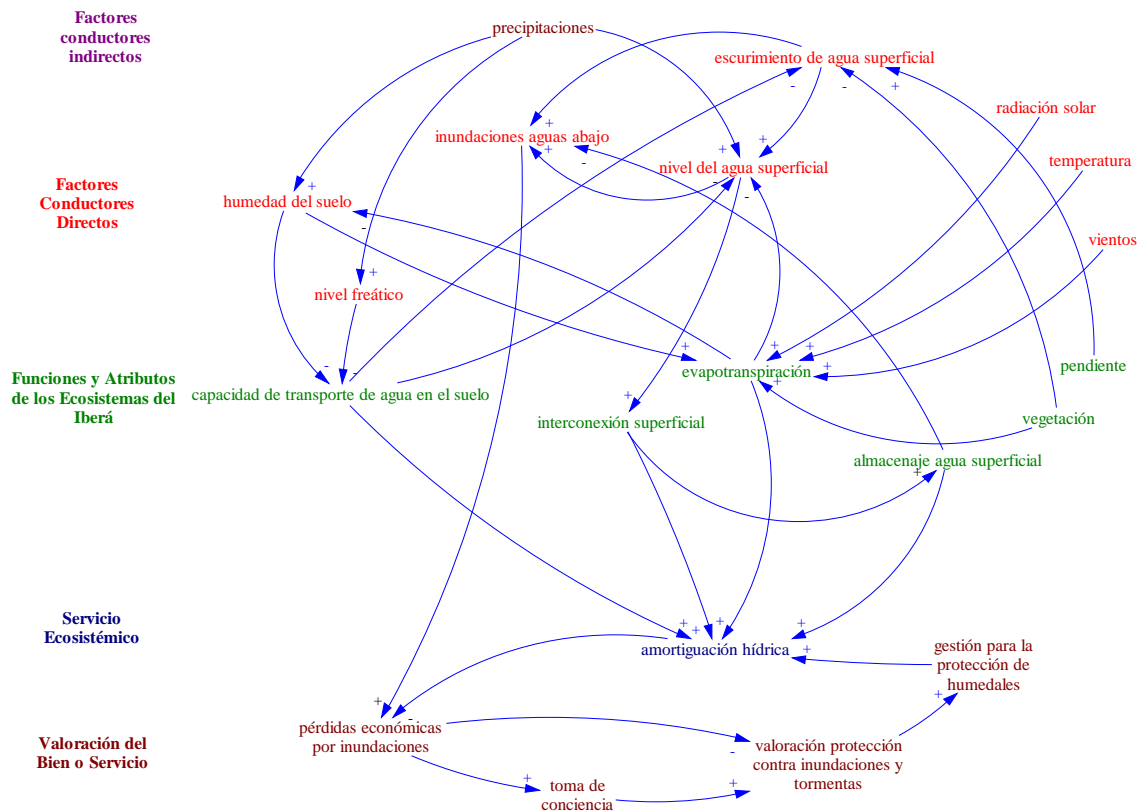 Factores
conductores
indirectos
precipitaciones
escurimiento de agua superficial
radiación solar
inundaciones aguas abajo
nivel del agua superficial
temperatura
Factores
Conductores
Directos
humedad del suelo
vientos
nivel freático
Funciones y Atributos
de los Ecosistemas del
Iberá
capacidad de transporte de agua en el suelo
evapotranspiración
pendiente
interconexión superficial
vegetación
almacenaje agua superficial
Servicio
Ecosistémico
amortiguación hídrica
gestión para la
protección de
humedales
Valoración del
Bien o Servicio
pérdidas económicas
por inundaciones
valoración protección
contra inundaciones y
tormentas
toma de
conciencia